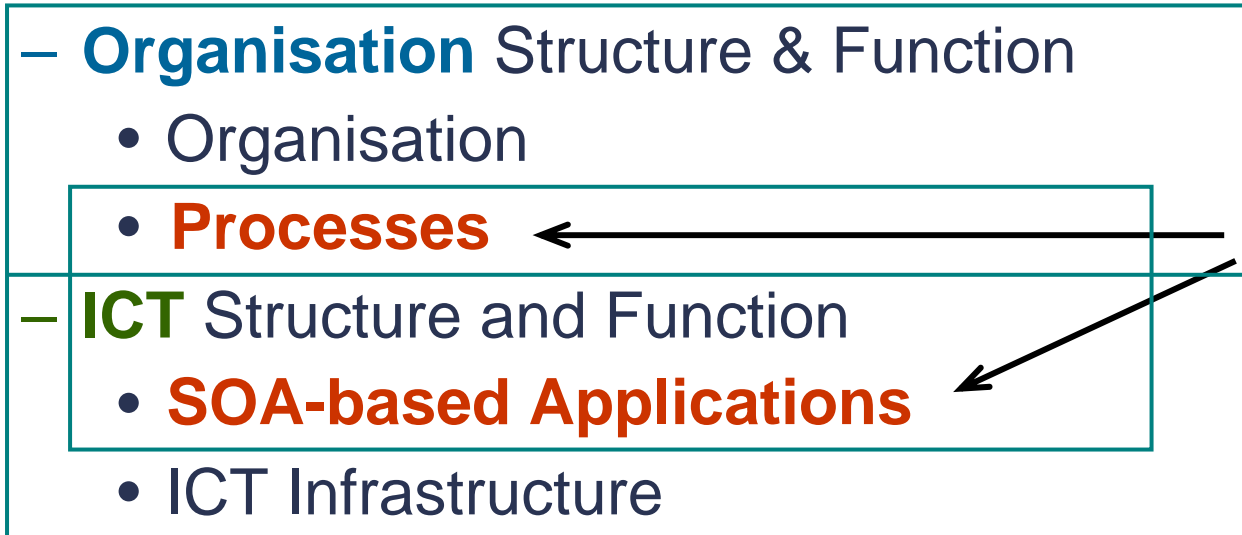 – Organisation Structure & Function
• Organisation
• Processes
– ICT Structure and Function
• SOA-based Applications
• ICT Infrastructure